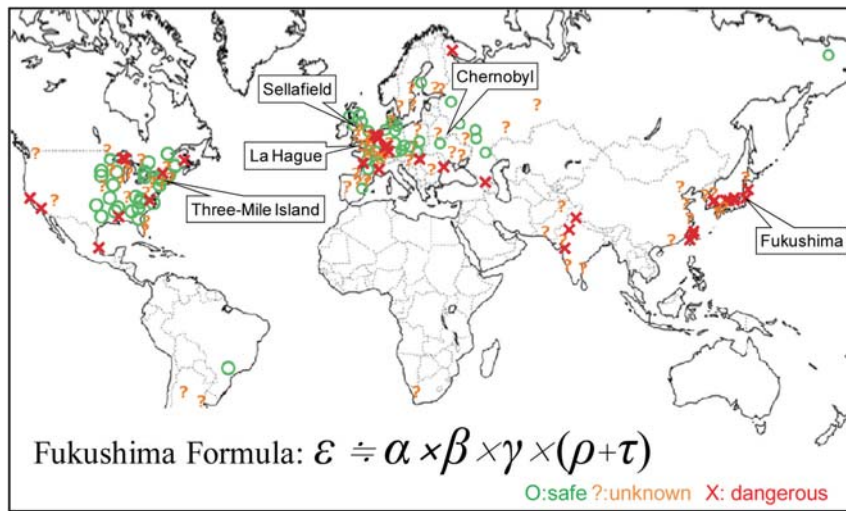 Sellafield
Chernobyl
La Hague
Three-Mile Island
Fukushima
Fukushima Formula: ε ≒ α×β×γ×(ρ+τ)
O:safe ?:unknown X: dangerous